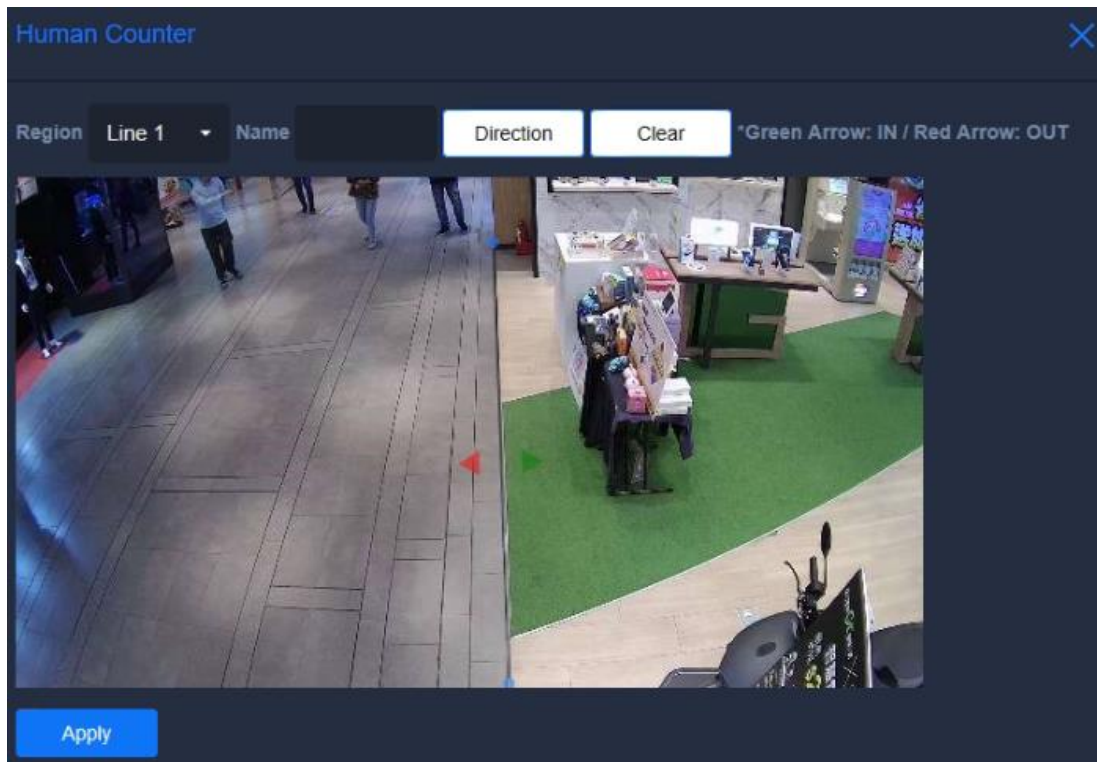 Human Counter
Region Line 1 Name Direction Clear *Green Arrow: IN / Red Arrow: OUT
Apply